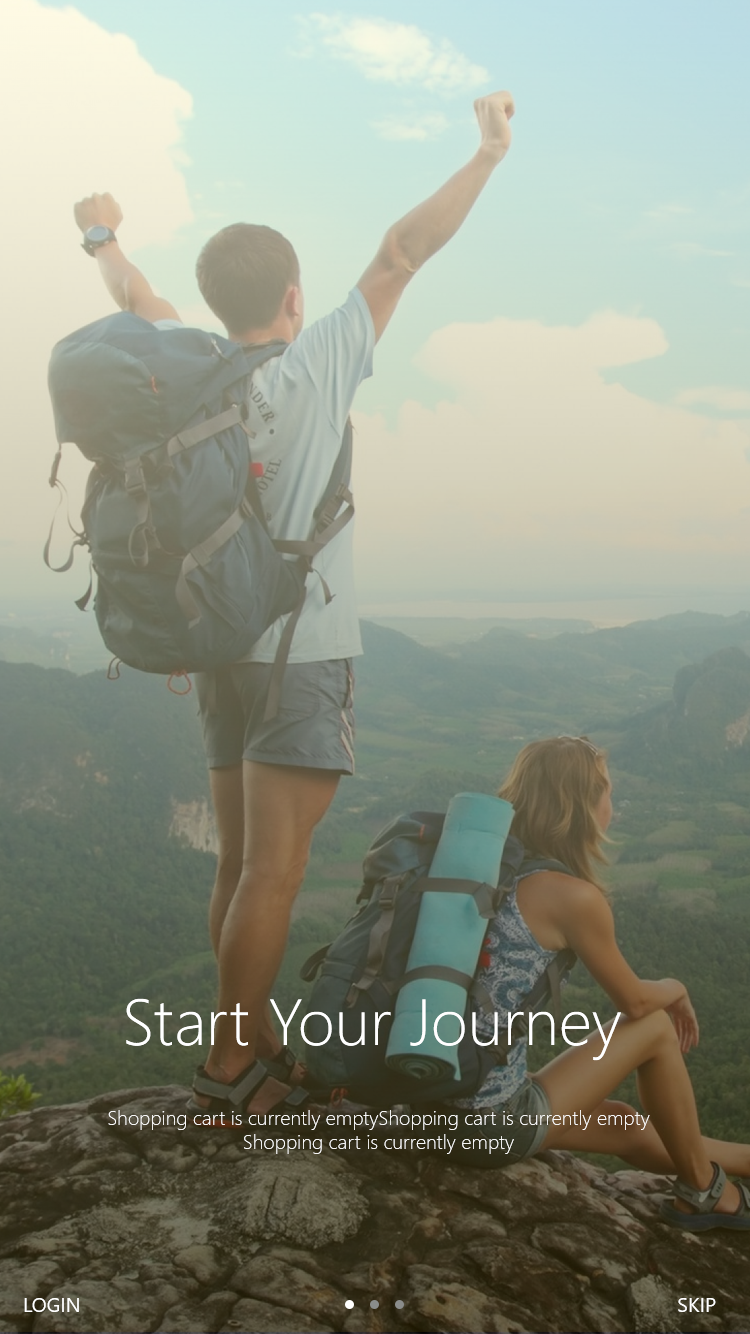 Start Your Journey
Shopping cart is currently emptyShopping cart is currently empty
Shopping cart is currently empty
LOGIN
SKIP